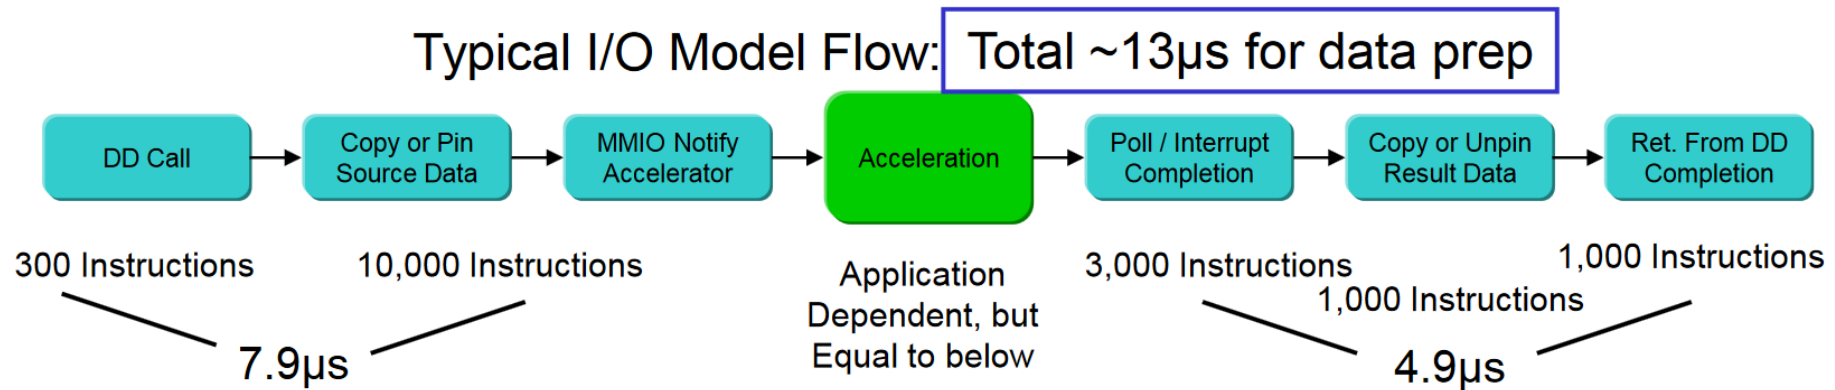 Typical I/O Model Flow: Total ~13µs for data prep
DD Call
Copy or Pin
Source Data
MMIO Notify
Accelerator
Acceleration
Poll / Interrupt
Completion
Copy or Unpin
Result Data
Ret. From DD
Completion
300 Instructions
10,000 Instructions
Application
Dependent, but
Equal to below
3,000 Instructions
1,000 Instructions
1,000 Instructions
7.9µs
4.9µs